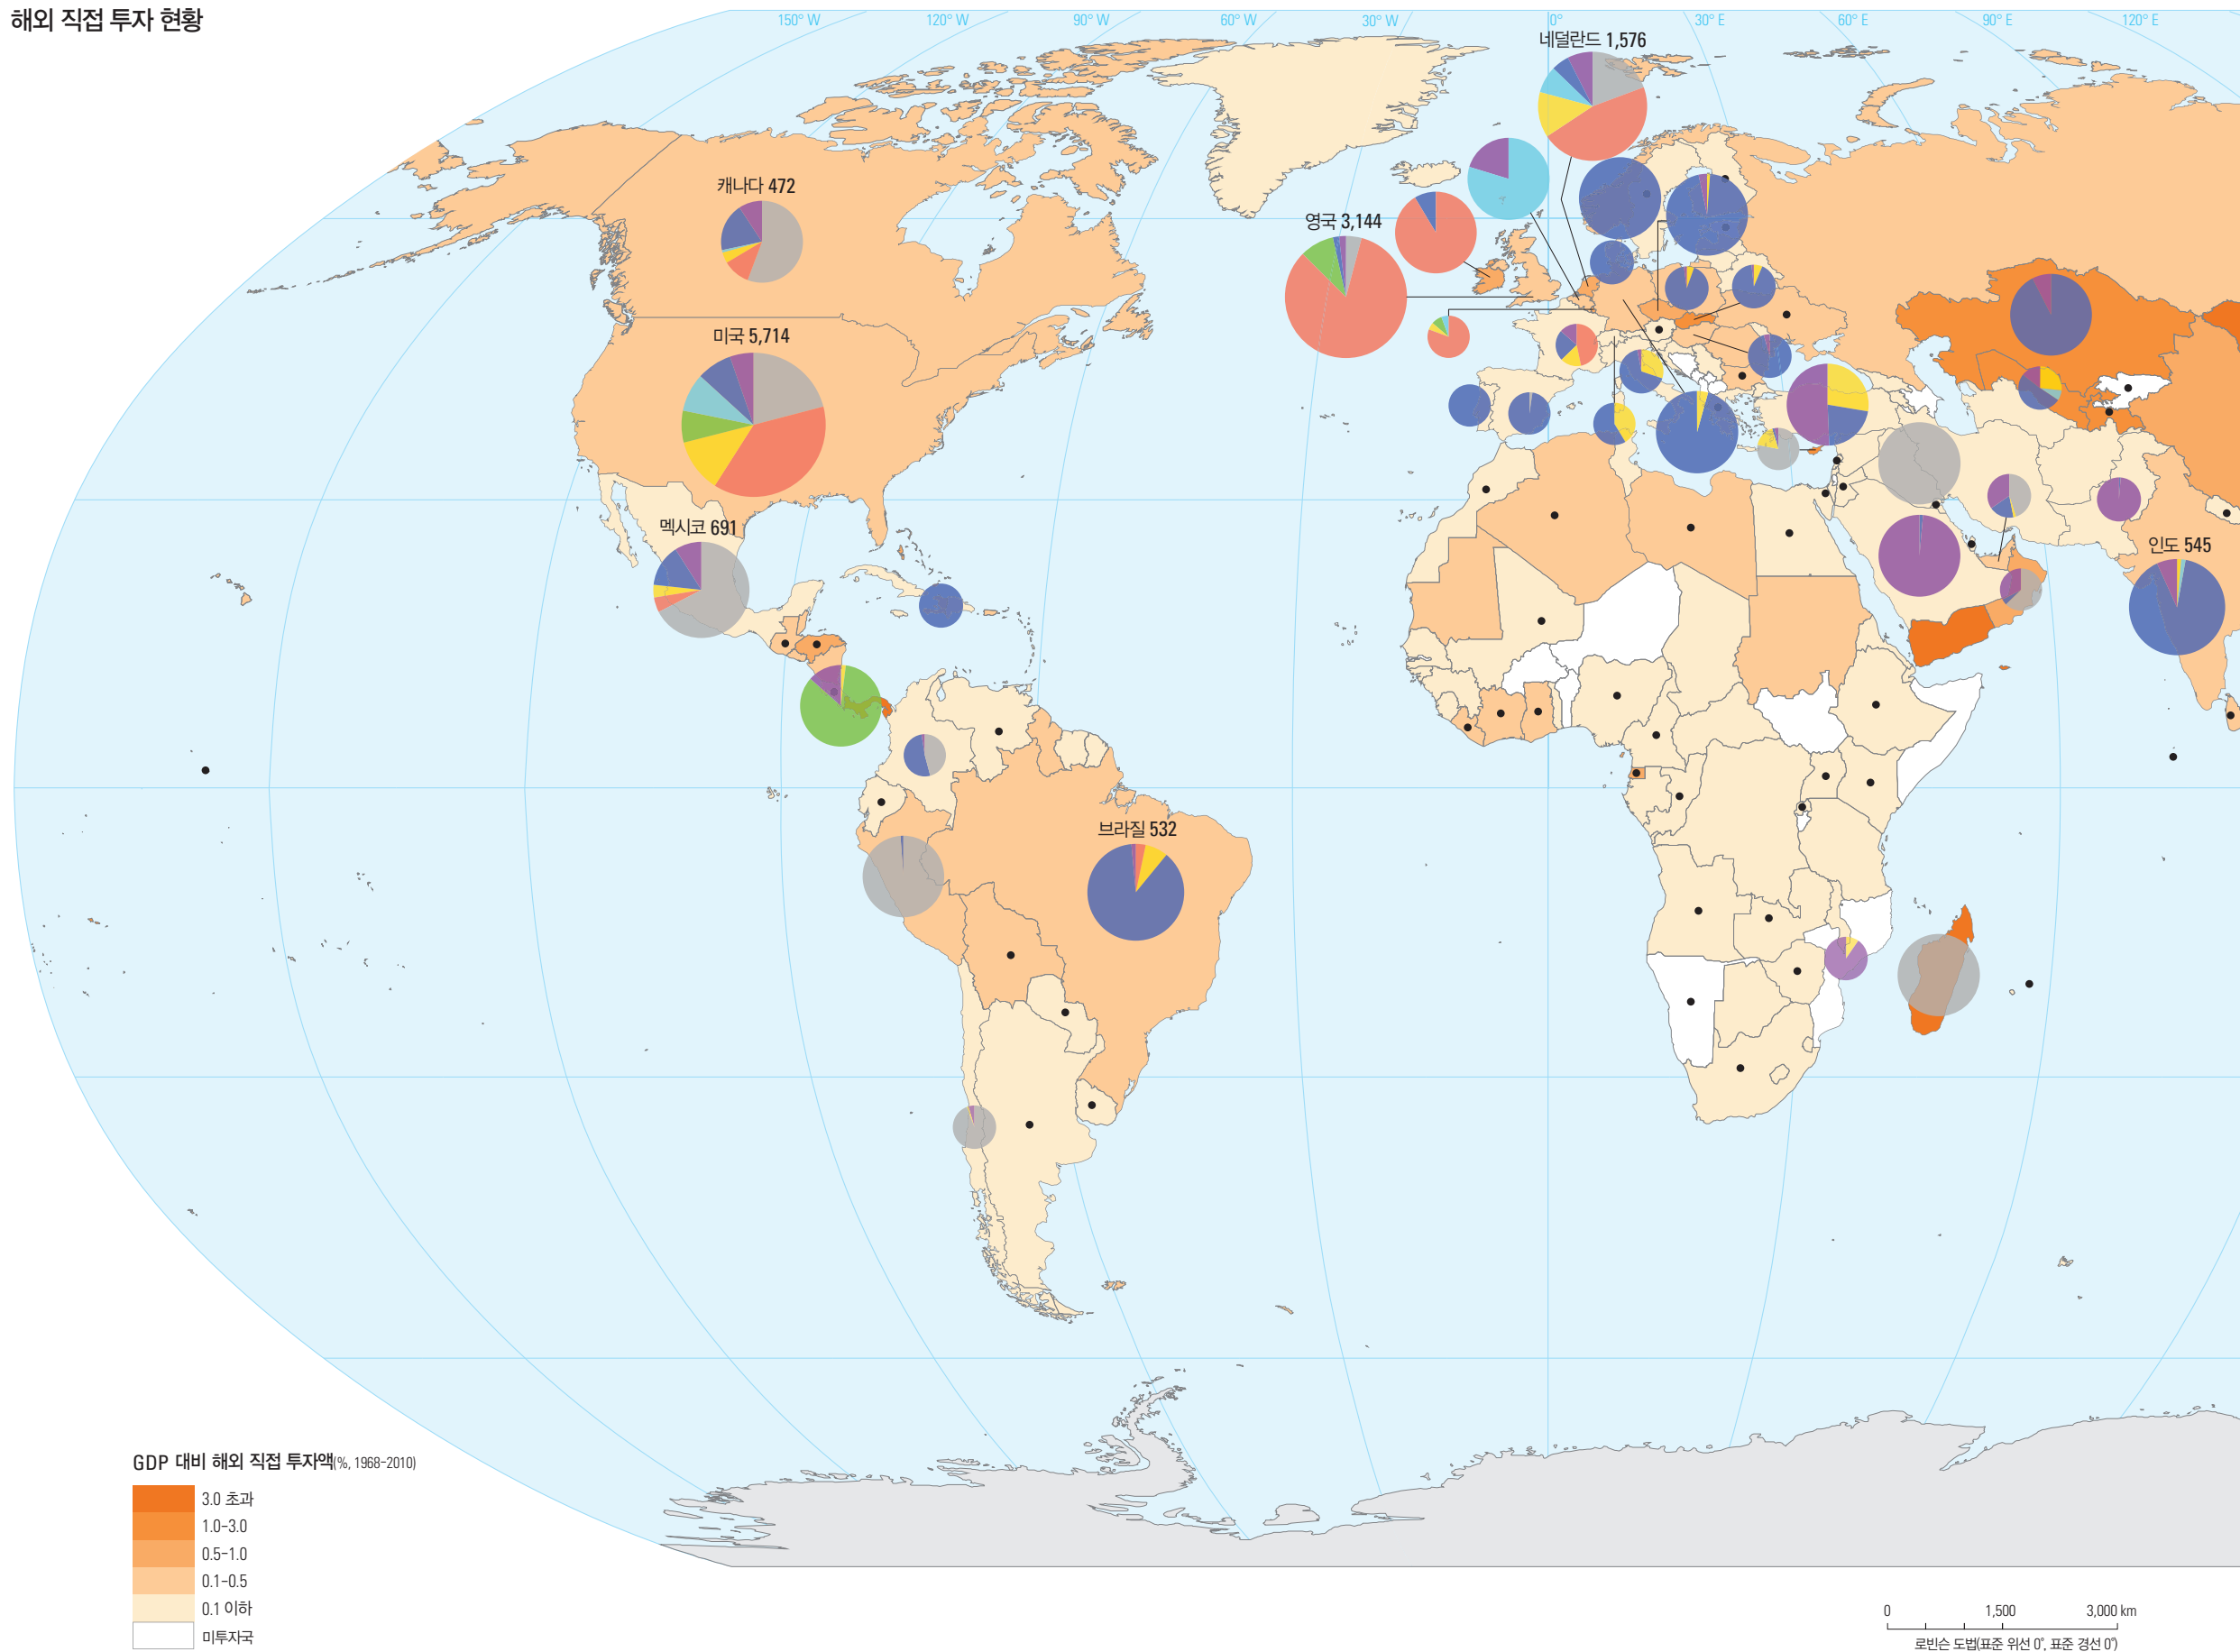 해외 직접 투자 현황
150° W
120° W
90° W
60° W
30° W
0°
30° E
60° E
90° E
120° E
네덜란드 1,576
캐나다 472
영국 3,144
미국 5,714
멕시코 691
인도 545
브라질 532
GDP 대비 해외 직접 투자액(%, 1968-2010)
3.0 초과
1.0-3.0
0.5-1.0
0.1-0.5
0.1 이하
미투자국
0 1,500 3,000 km
로빈슨 도법(표준 위선 0°, 표준 경선 0°)